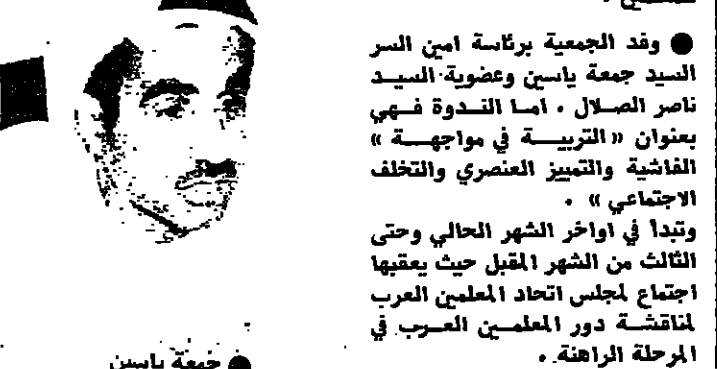 ● وفد الجمعية برئاسة امين السر
السيد جمعة ياسين وعضوية السيد
ناصر الصلال . اما الندوة فهي
بعنوان « التربية في مواجهة »
الفاشية والتمييز العنصري والتخلف
الاجتماعي » .
وتبدأ في اواخر الشهر الحالي وحتى
الثالث من الشهر المقبل حيث يعقبها
اجتماع لمجلس اتحاد المعلمين العرب
لمناقشة دور المعلمين العرب في
المرحلة الراهنة .
● جمعة ياسين